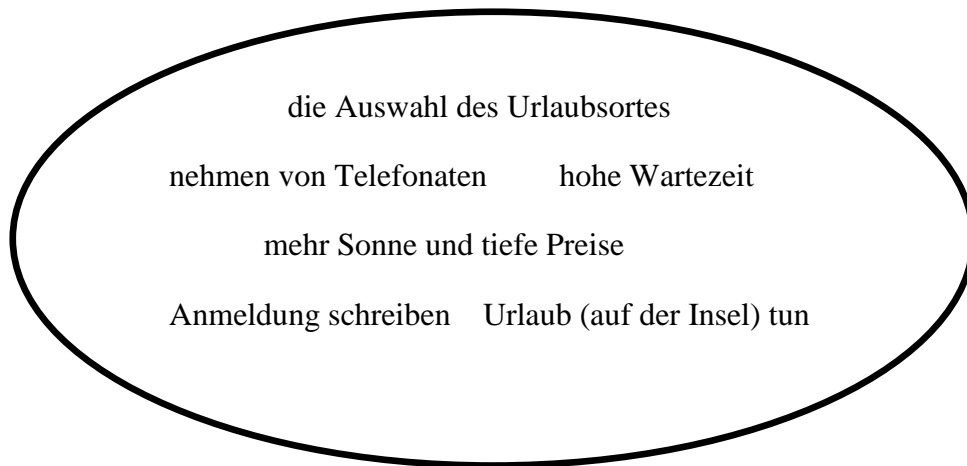 die Auswahl des Urlaubsortes
nehmen von Telefonaten hohe Wartezeit
mehr Sonne und tiefe Preise
Anmeldung schreiben Urlaub (auf der Insel) tun